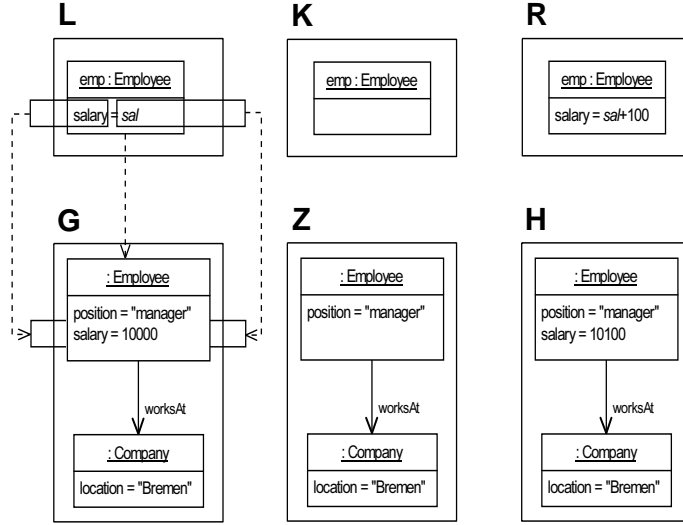 L
K
R
emp : Employee
emp : Employee
emp : Employee
salary = sal
salary = sal+100
G
Z
H
: Employee
: Employee
: Employee
position = "manager"
salary = 10000
position = "manager"
position = "manager"
salary = 10100
worksAt
worksAt
worksAt
: Company
: Company
: Company
location = "Bremen"
location = "Bremen"
location = "Bremen"